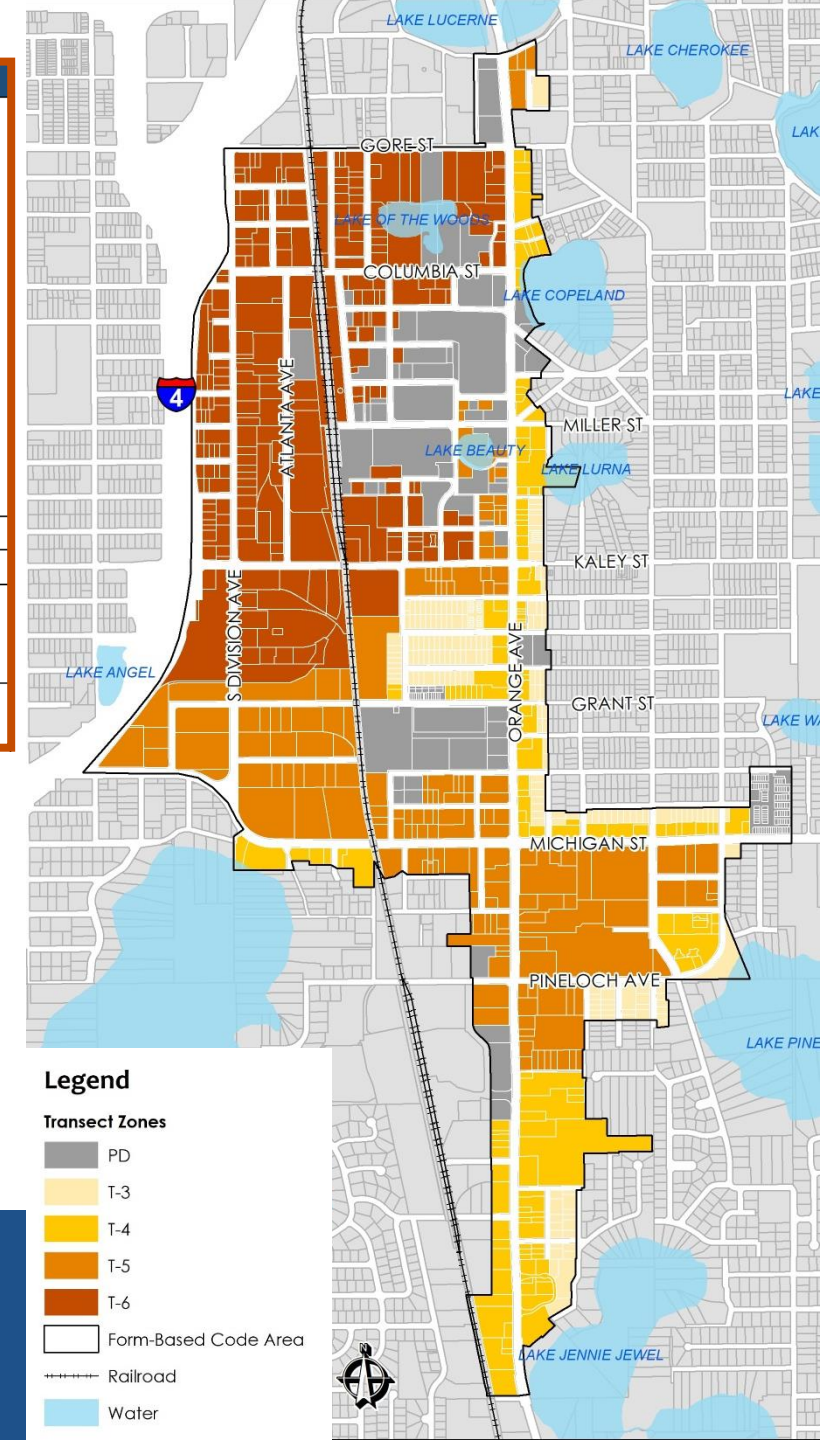 LAKE LUCERNE
LAKE CHEROKEE
LAK
GORE ST
LAKE OF THE WOODS
COLUMBIA ST
LAKE COPELAND
ATLANTA AVE
4
LAKE
MILLER ST
LAKE BEAUTY
LAKE LURNA
KALEY ST
S DIVISION AVE
ORANGE AVE
LAKE ANGEL
GRANT ST
LAKE WA
MICHIGAN ST
PINELOCH AVE
LAKE PINE
Legend
Transect Zones
PD
T-3
T-4
T-5
T-6
Form-Based Code Area
Railroad
Water
N
LAKE JENNIE JEWEL